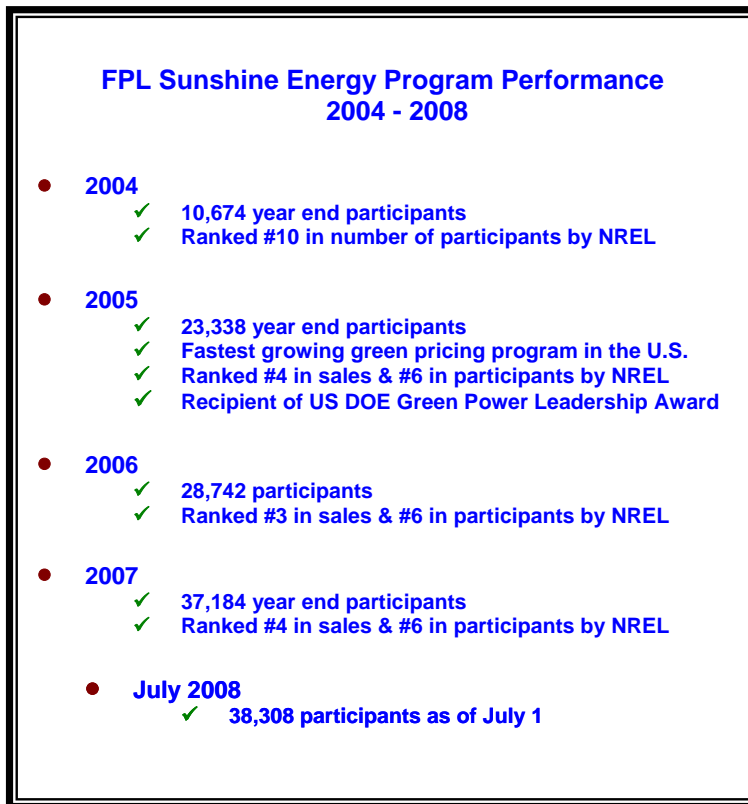 FPL Sunshine Energy Program Performance
2004 - 2008
2004
10,674 year end participants
Ranked #10 in number of participants by NREL
2005
23,338 year end participants
Fastest growing green pricing program in the U.S.
Ranked #4 in sales & #6 in participants by NREL
Recipient of US DOE Green Power Leadership Award
2006
28,742 participants
Ranked #3 in sales & #6 in participants by NREL
2007
37,184 year end participants
Ranked #4 in sales & #6 in participants by NREL
July 2008
38,308 participants as of July 1